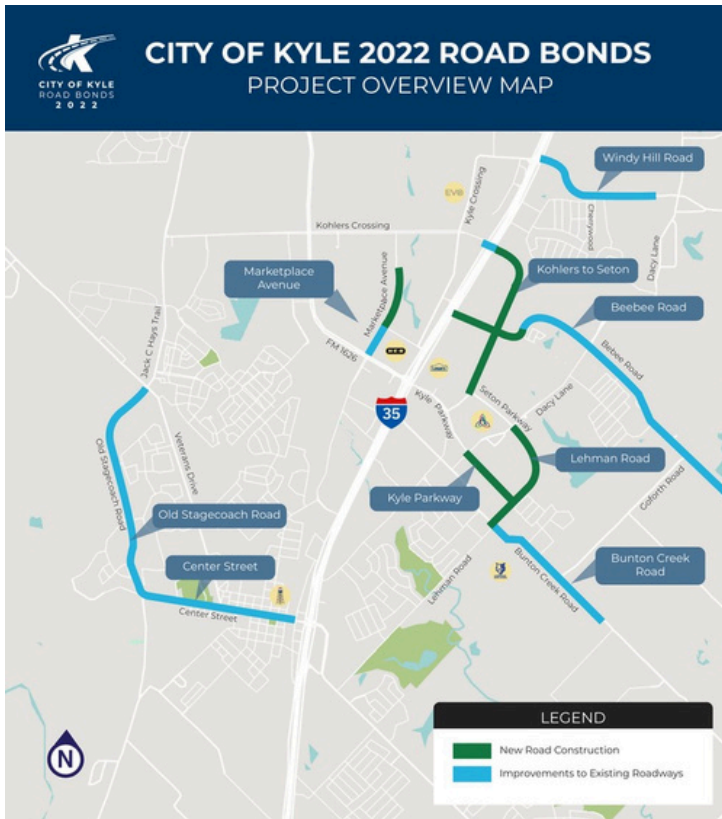 CITY OF KYLE 2022 ROAD BONDS
PROJECT OVERVIEW MAP
CITY OF KYLE
ROAD BONDS
2022
Windy Hill Road
EVO
Kyle Crossing
Cherrywood
Kohlers Crossing
Dacy Lane
Marketplace
Avenue
Marketplace Avenue
Kohlers to Seton
Beebee Road
Jack C Hays Trail
FM 1626
Bebee Road
35
Kyle Parkway
Seton Parkway
Dacy Lane
Veterans Drive
Old Stagecoach Road
Lehman Road
Kyle Parkway
Goforth Road
Old Stagecoach Road
Center Street
Lehman Road
Bunton Creek Road
Bunton Creek
Road
Center Street
N
LEGEND
New Road Construction
Improvements to Existing Roadways